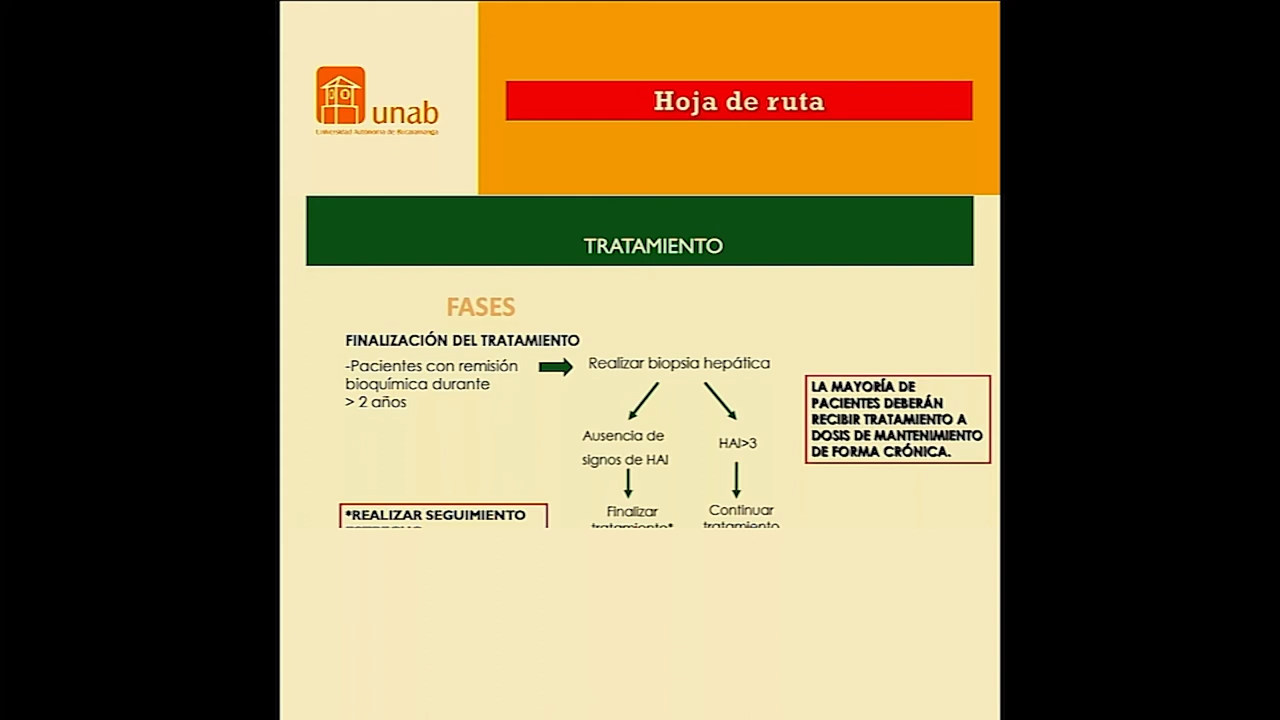 unab
Universidad Autónoma de Bucaramanga
Hoja de ruta
TRATAMIENTO
FASES
FINALIZACIÓN DEL TRATAMIENTO
-Pacientes con remisión
bioquímica durante
> 2 años
Realizar biopsia hepática
Ausencia de
signos de HAI
HAI>3
Finalizar
tratamiento*
Continuar
tratamiento
LA MAYORÍA DE
PACIENTES DEBERÁN
RECIBIR TRATAMIENTO A
DOSIS DE MANTENIMIENTO
DE FORMA CRÓNICA.
*REALIZAR SEGUIMIENTO